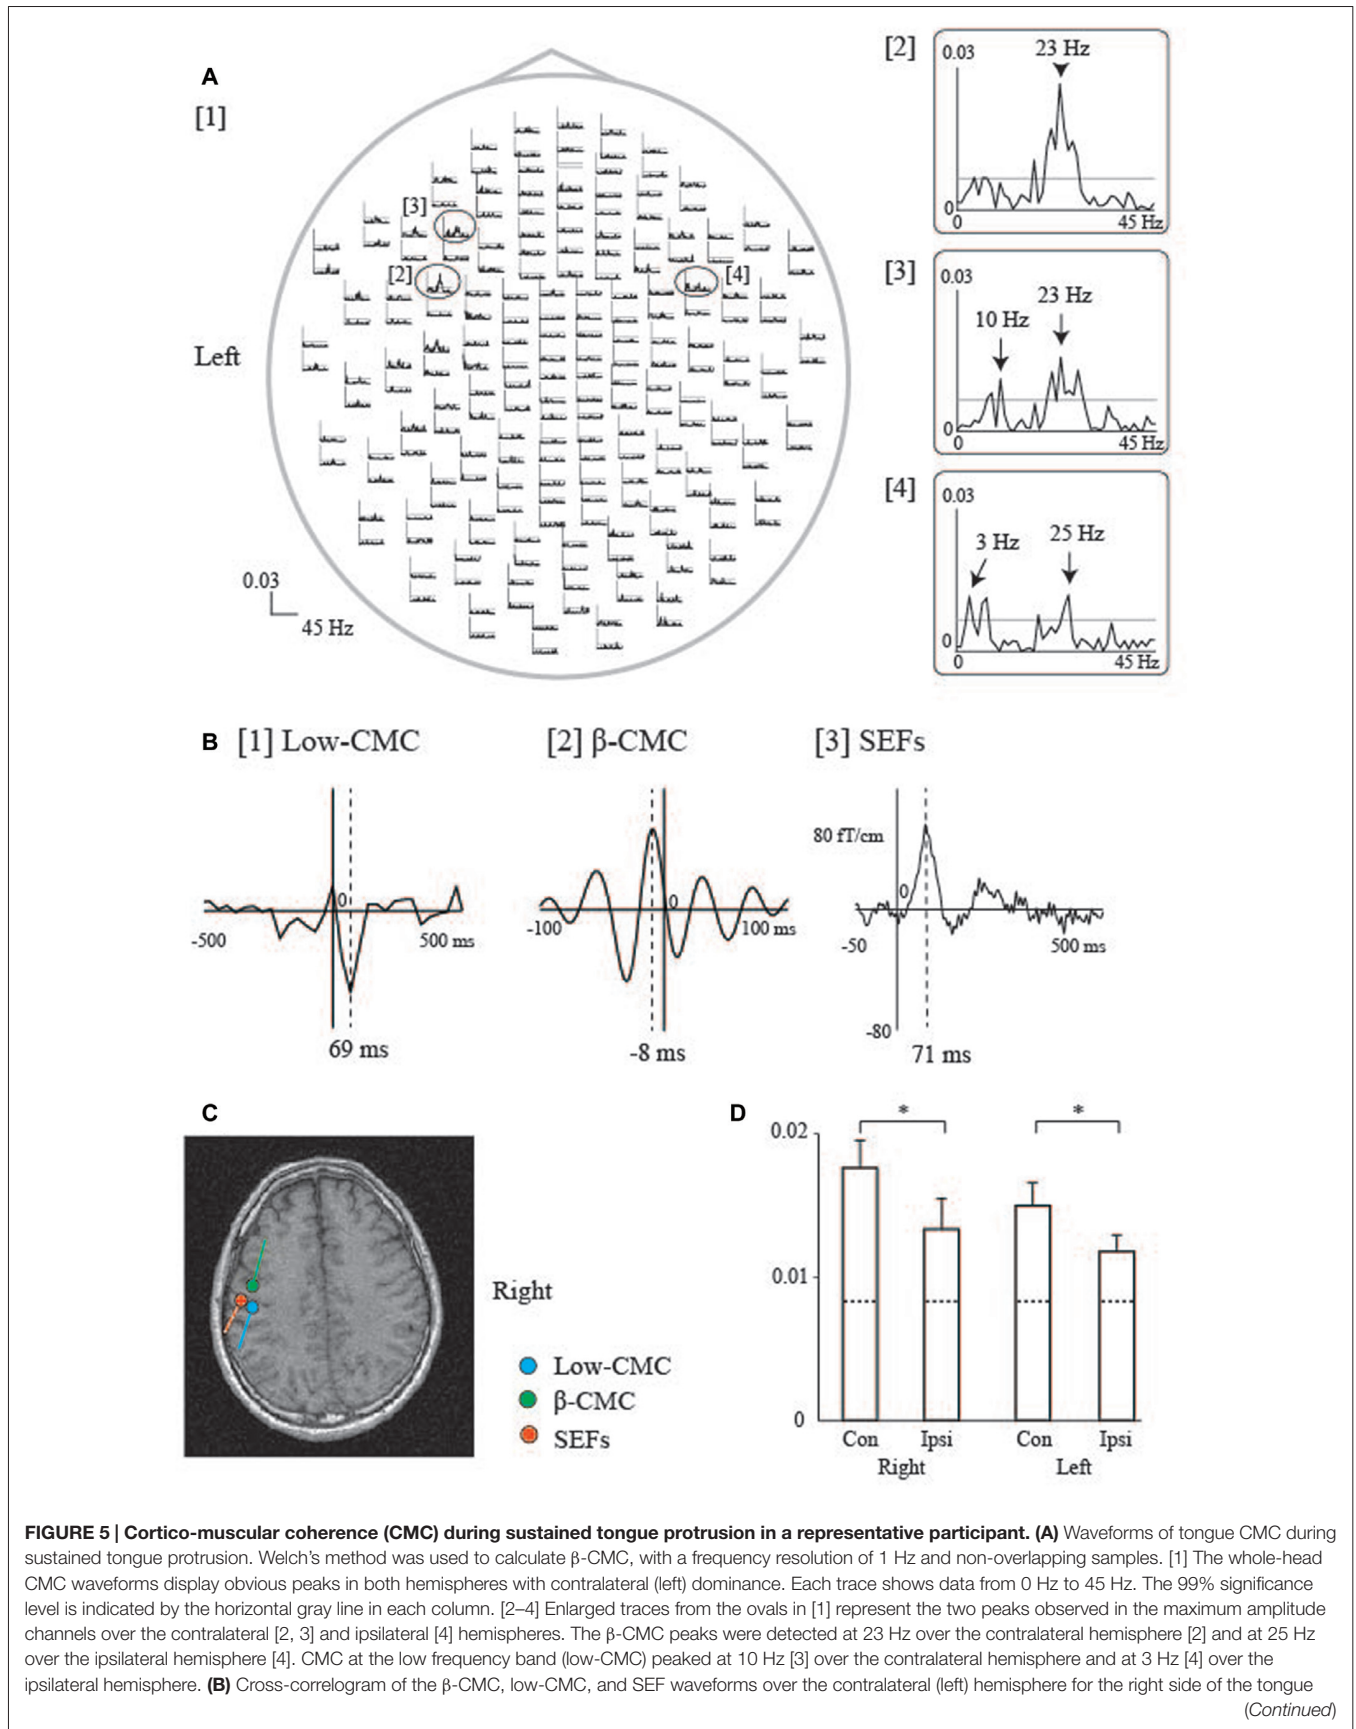 A
[1]
[3]
[2]
[4]
Left
0.03
45 Hz
[2]
0.03
23 Hz
0
0
45 Hz
[3]
0.03
23 Hz
10 Hz
0
0
45 Hz
[4]
0.03
3 Hz
25 Hz
0
0
45 Hz
B
[1] Low-CMC
0
-500
500 ms
69 ms
[2] β-CMC
0
-100
100 ms
-8 ms
[3] SEFs
80 fT/cm
0
-50
500 ms
-80
71 ms
C
Right
Low-CMC
β-CMC
SEFs
D
*
*
0.02
0.01
0
Con
Ipsi
Con
Ipsi
Right
Left
FIGURE 5 | Cortico-muscular coherence (CMC) during sustained tongue protrusion in a representative participant. (A) Waveforms of tongue CMC during
sustained tongue protrusion. Welch's method was used to calculate β-CMC, with a frequency resolution of 1 Hz and non-overlapping samples. [1] The whole-head
CMC waveforms display obvious peaks in both hemispheres with contralateral (left) dominance. Each trace shows data from 0 Hz to 45 Hz. The 99% significance
level is indicated by the horizontal gray line in each column. [2–4] Enlarged traces from the ovals in [1] represent the two peaks observed in the maximum amplitude
channels over the contralateral [2, 3] and ipsilateral [4] hemispheres. The β-CMC peaks were detected at 23 Hz over the contralateral hemisphere [2] and at 25 Hz
over the ipsilateral hemisphere [4]. CMC at the low frequency band (low-CMC) peaked at 10 Hz [3] over the contralateral hemisphere and at 3 Hz [4] over the
ipsilateral hemisphere. (B) Cross-correlogram of the β-CMC, low-CMC, and SEF waveforms over the contralateral (left) hemisphere for the right side of the tongue
(Continued)